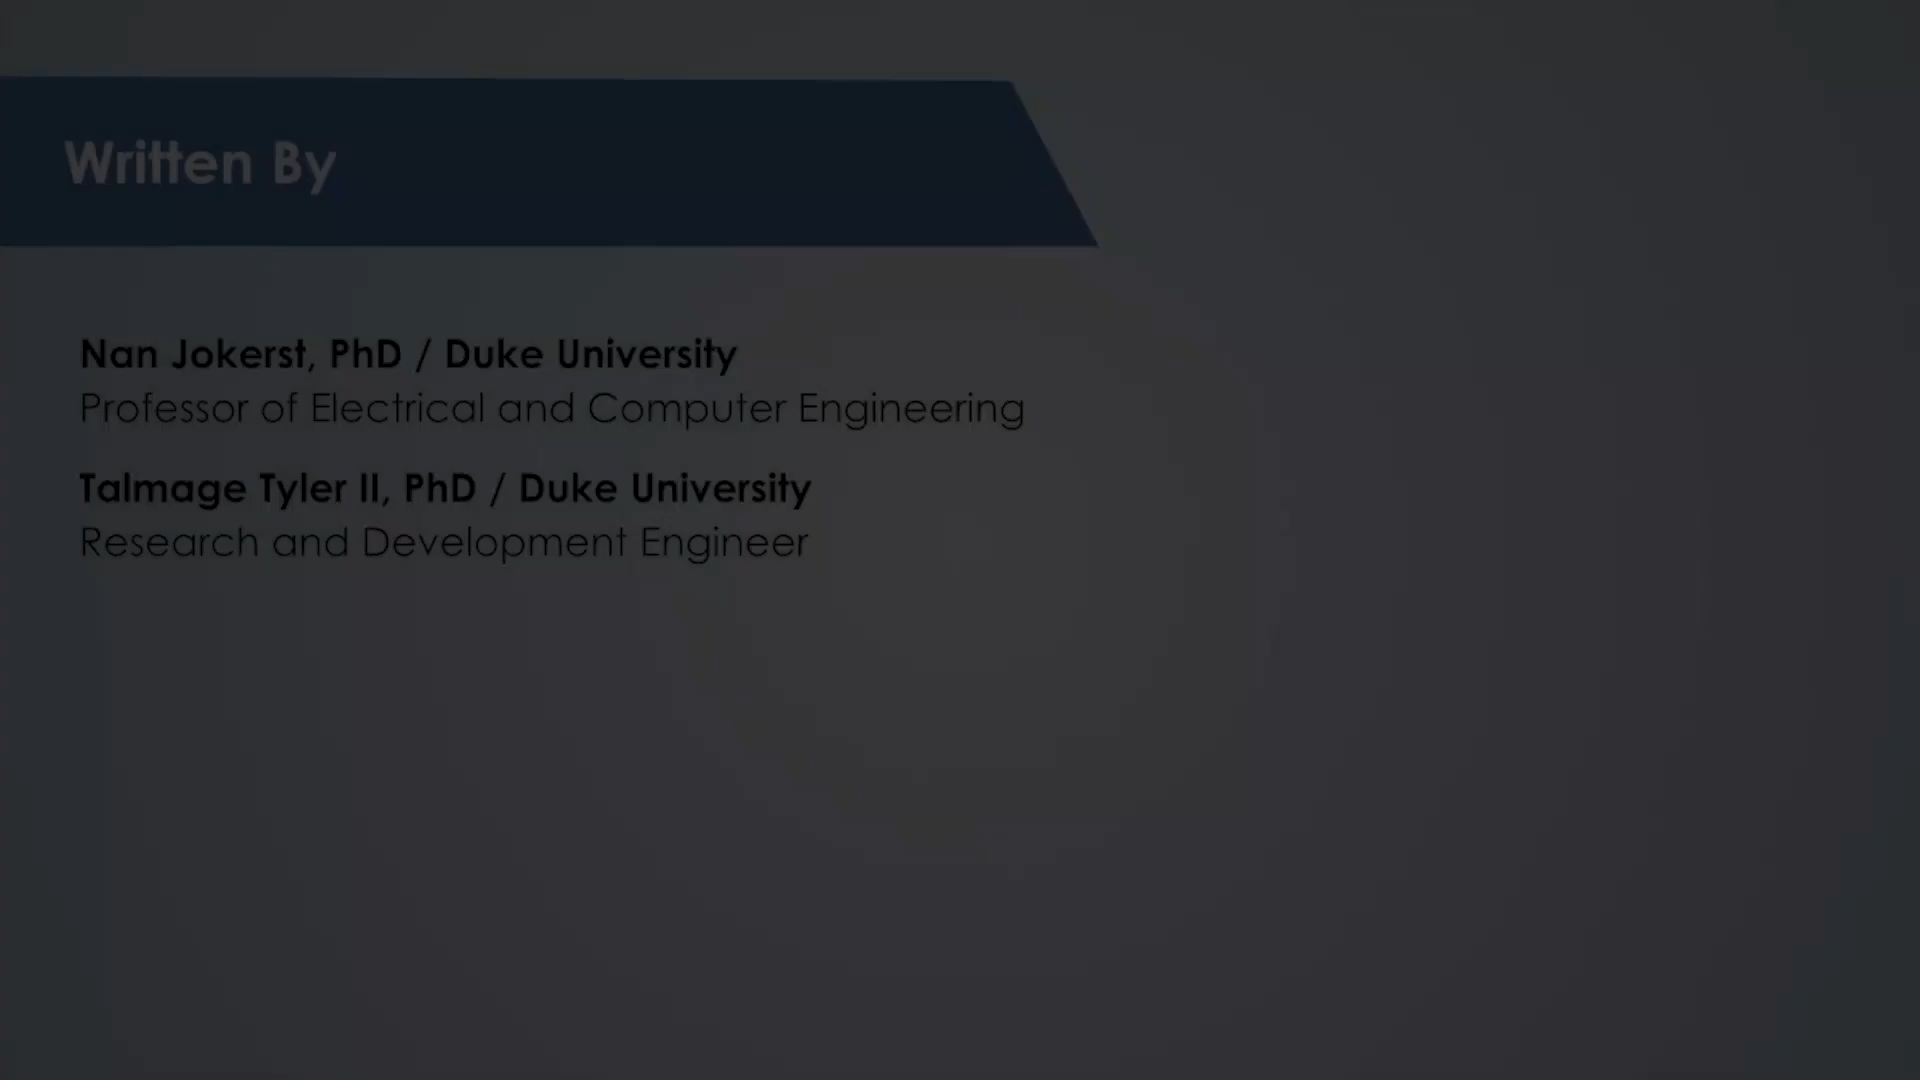 Written By
Nan Jokerst, PhD / Duke University
Professor of Electrical and Computer Engineering
Talmage Tyler II, PhD / Duke University
Research and Development Engineer